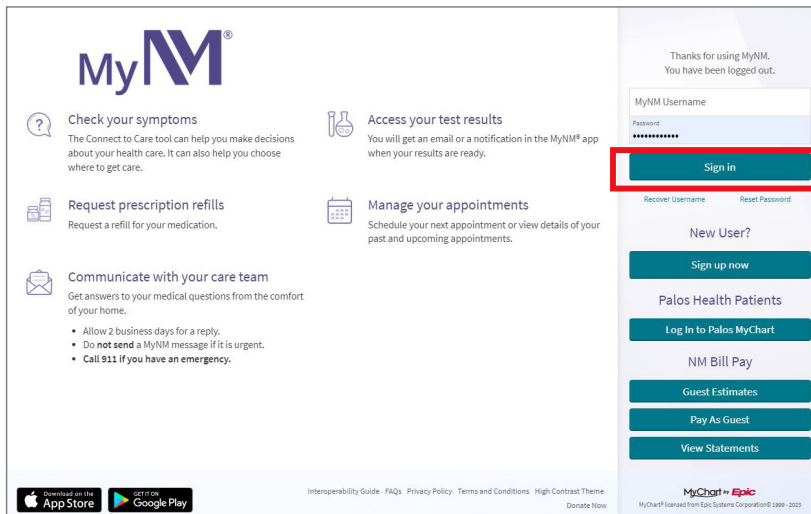 MyNM®
Check your symptoms
The Connect to Care tool can help you make decisions
about your health care. It can also help you choose
where to get care.
Access your test results
You will get an email or a notification in the MyNM® app
when your results are ready.
Request prescription refills
Request a refill for your medication.
Manage your appointments
Schedule your next appointment or view details of your
past and upcoming appointments.
Communicate with your care team
Get answers to your medical questions from the comfort
of your home.
• Allow 2 business days for a reply.
• Do not send a MyNM message if it is urgent.
• Call 911 if you have an emergency.
Thanks for using MyNM.
You have been logged out.
MyNM Username
Password
••••••••••••
Sign in
Recover Username Reset Password
New User?
Sign up now
Palos Health Patients
Log In to Palos MyChart
NM Bill Pay
Guest Estimates
Pay As Guest
View Statements
Download on the
App Store
GET IT ON
Google Play
Interoperability Guide FAQs Privacy Policy Terms and Conditions High Contrast Theme
Donate Now
MyChart by Epic
MyChart® licensed from Epic Systems Corporation© 1999 - 2025